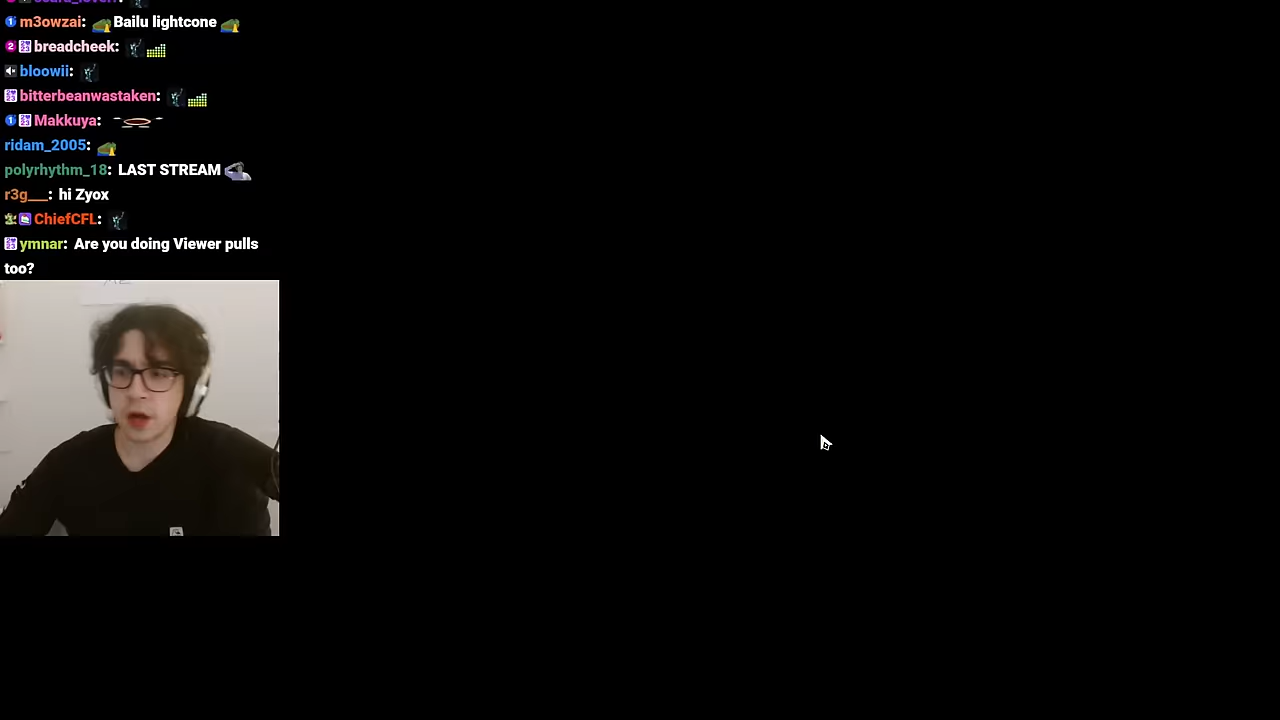 m3owzai: Bailu lightcone
breadcheek:
bloowii:
bitterbeanwastaken:
Makkuya:
ridam_2005:
polyrhythm_18: LAST STREAM
r3g__: hi Zyox
ChiefCFL:
ymnar: Are you doing Viewer pulls
too?